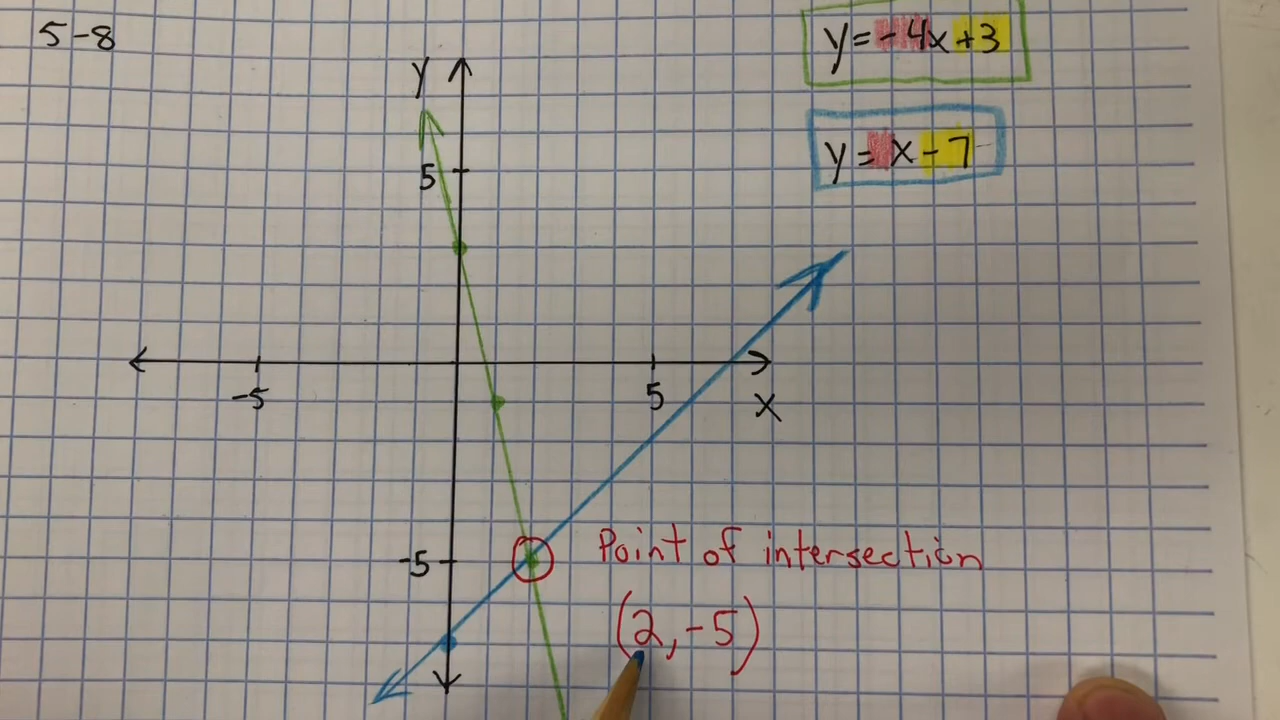 5-8
y = -4x +3
y = x - 7
y
5
-5
5
x
-5
Point of intersection
(2, -5)